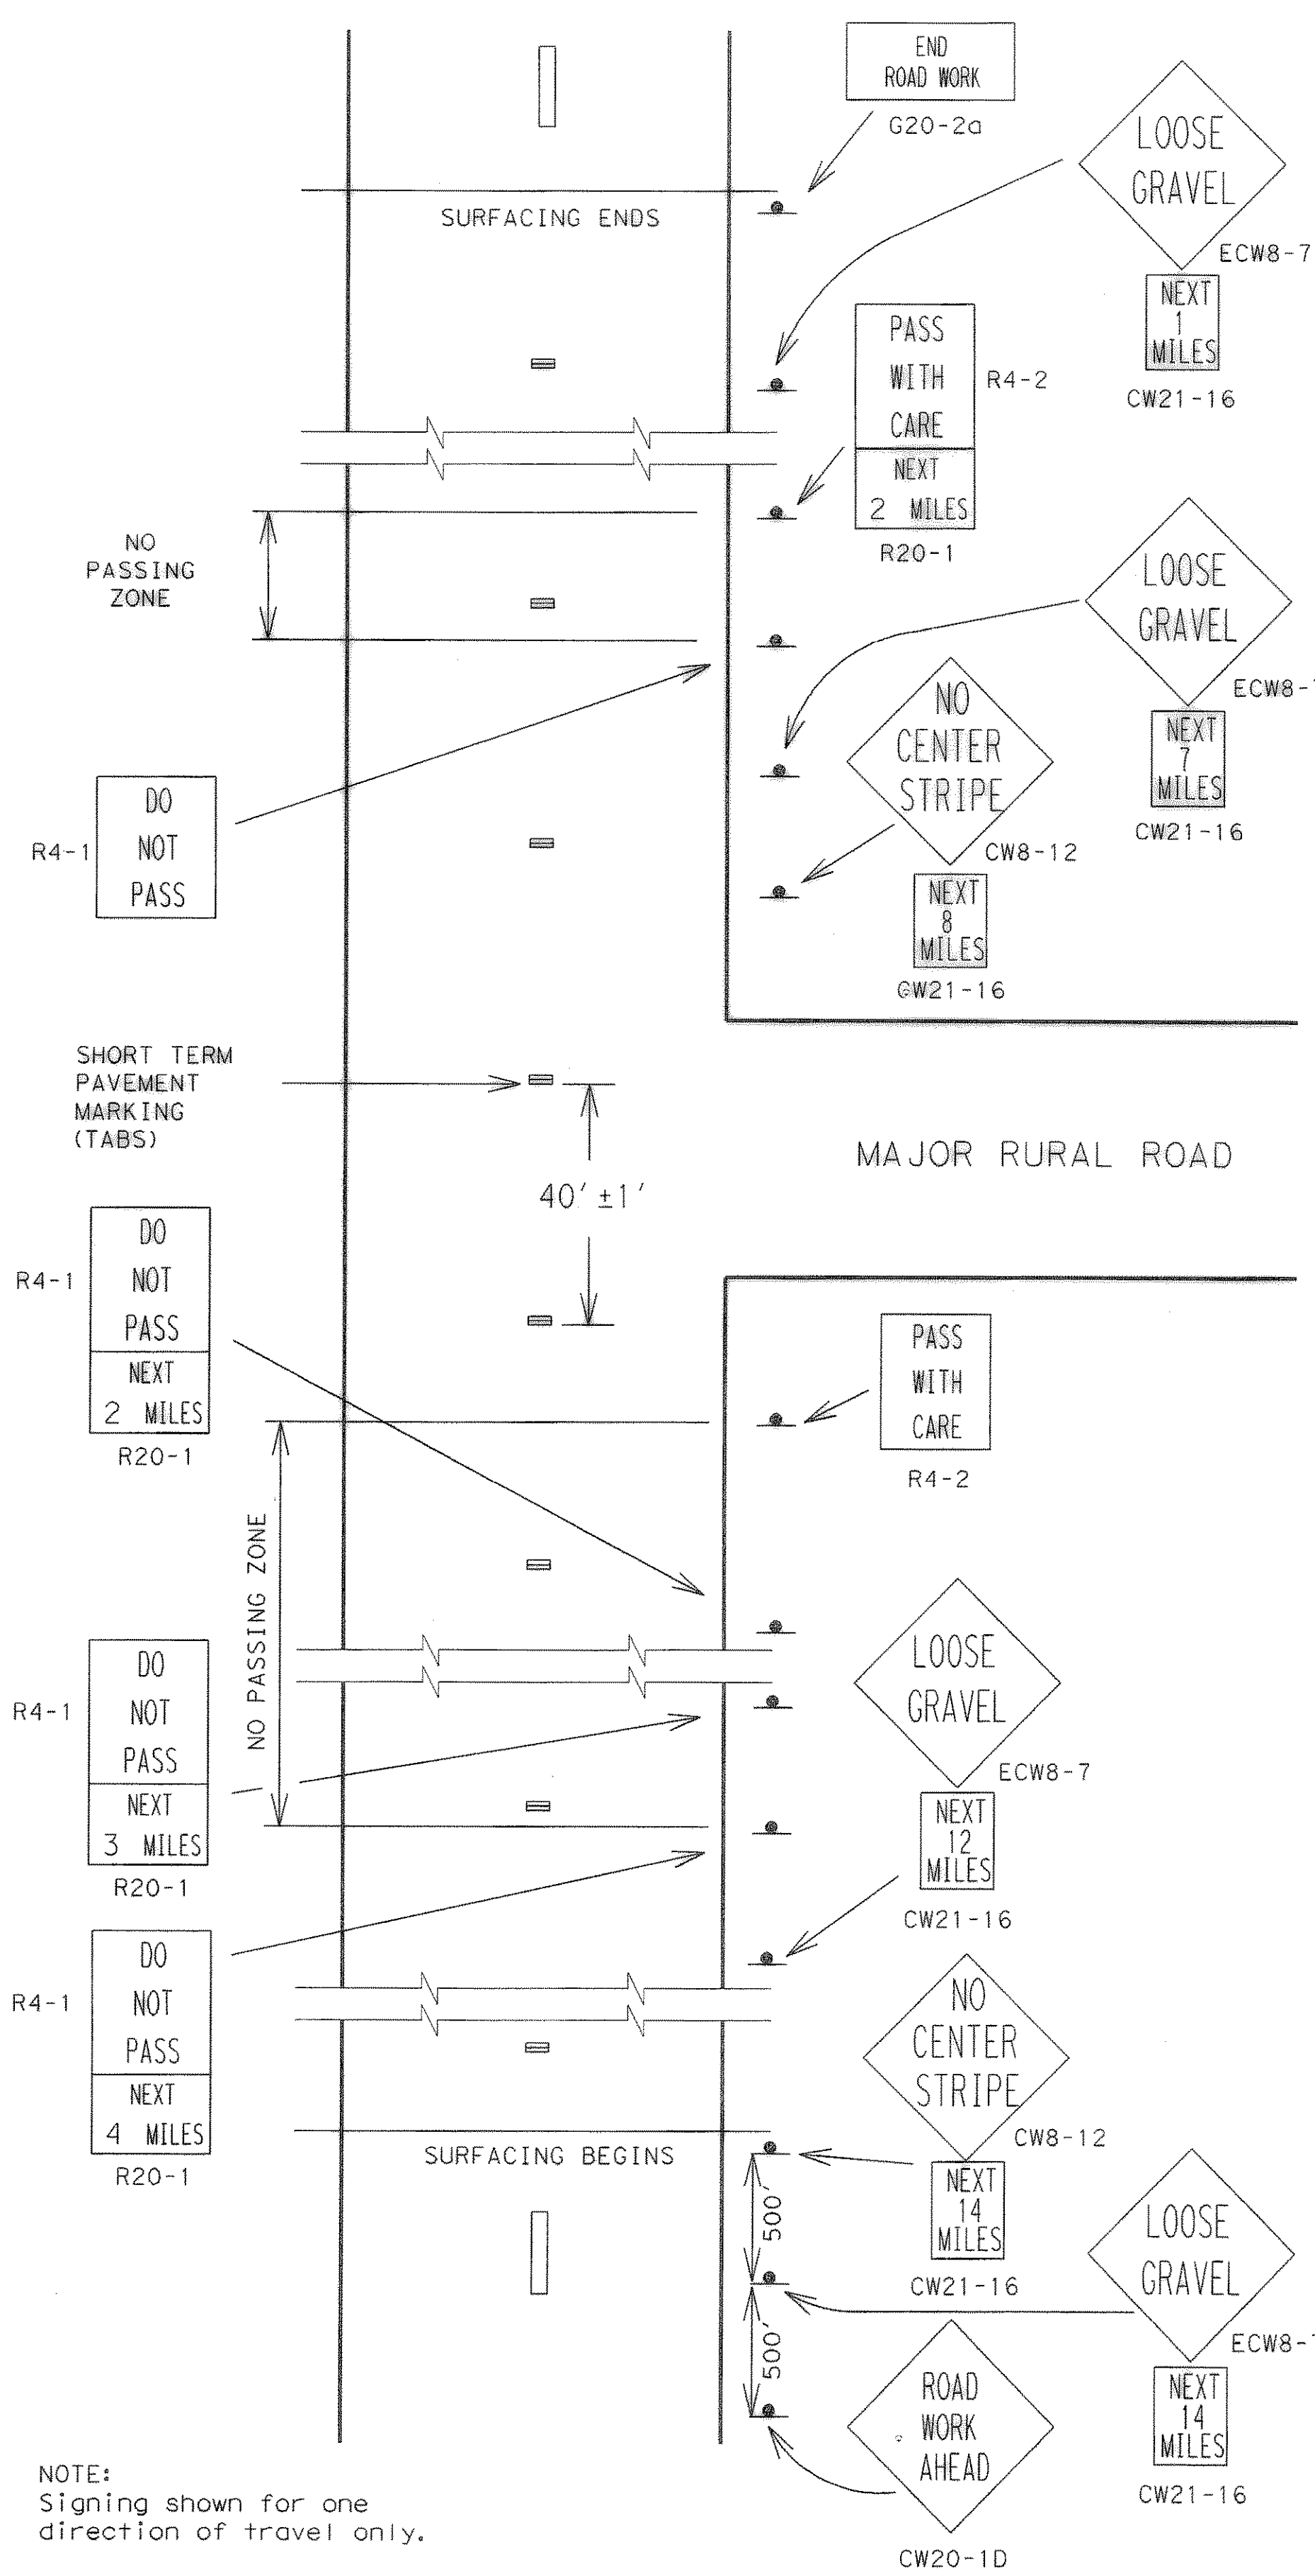 END
ROAD WORK
G20-2a
LOOSE
GRAVEL
ECW8-7
NEXT
1
MILES
CW21-16
SURFACING ENDS
PASS
WITH
CARE
R4-2
NEXT
2 MILES
R20-1
NO
PASSING
ZONE
LOOSE
GRAVEL
ECW8-
NEXT
7
MILES
CW21-16
NO
CENTER
STRIPE
CW8-12
NEXT
8
MILES
CW21-16
R4-1
DO
NOT
PASS
SHORT TERM
PAVEMENT
MARKING
(TABS)
40' ±1'
MAJOR RURAL ROAD
R4-1
DO
NOT
PASS
NEXT
2 MILES
R20-1
PASS
WITH
CARE
R4-2
NO PASSING ZONE
LOOSE
GRAVEL
ECW8-7
NEXT
12
MILES
CW21-16
R4-1
DO
NOT
PASS
NEXT
3 MILES
R20-1
R4-1
DO
NOT
PASS
NEXT
4 MILES
R20-1
NO
CENTER
STRIPE
CW8-12
NEXT
14
MILES
CW21-16
SURFACING BEGINS
500'
500'
LOOSE
GRAVEL
ECW8-
NEXT
14
MILES
CW21-16
ROAD
WORK
AHEAD
CW20-1D
NOTE:
Signing shown for one
direction of travel only.